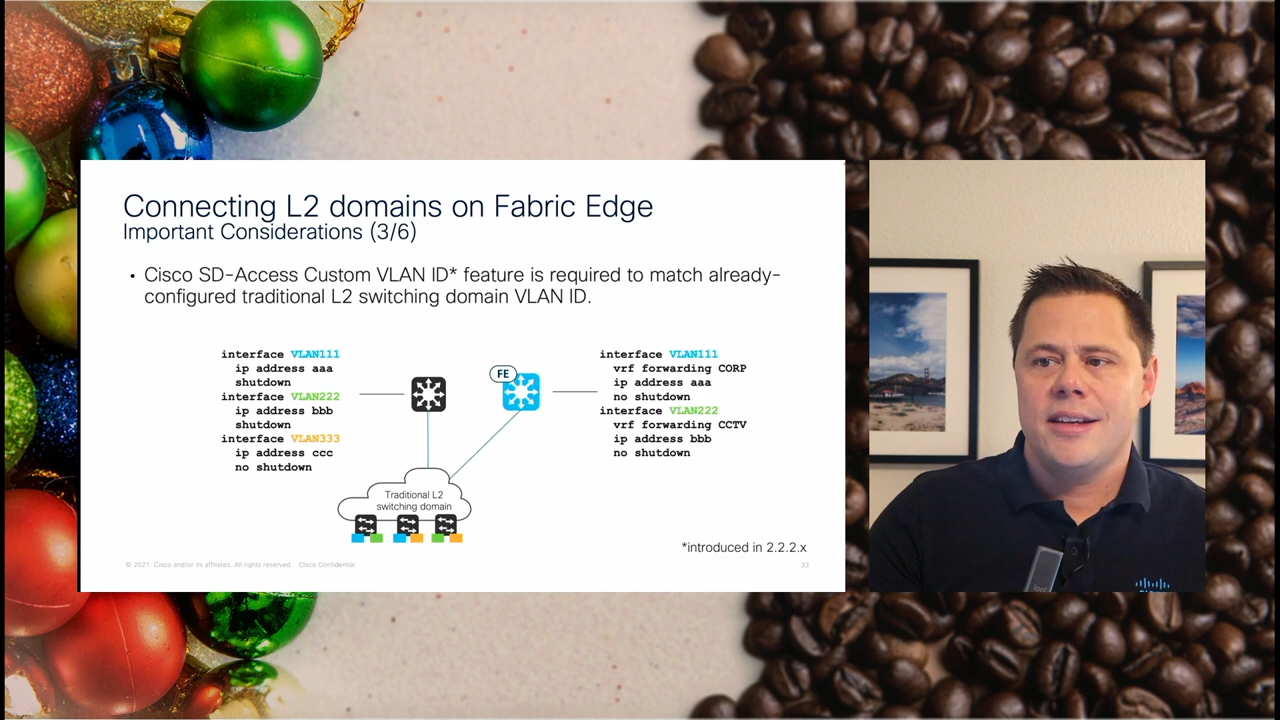 Connecting L2 domains on Fabric Edge
Important Considerations (3/6)
• Cisco SD-Access Custom VLAN ID* feature is required to match already-
configured traditional L2 switching domain VLAN ID.
interface VLAN111
ip address aaa
shutdown
interface VLAN222
ip address bbb
shutdown
interface VLAN333
ip address ccc
no shutdown
FE
interface VLAN111
vrf forwarding CORP
ip address aaa
no shutdown
interface VLAN222
vrf forwarding CCTV
ip address bbb
no shutdown
Traditional L2
switching domain
*introduced in 2.2.2.x
© 2021 Cisco and/or its affiliates. All rights reserved. Cisco Confidential
33